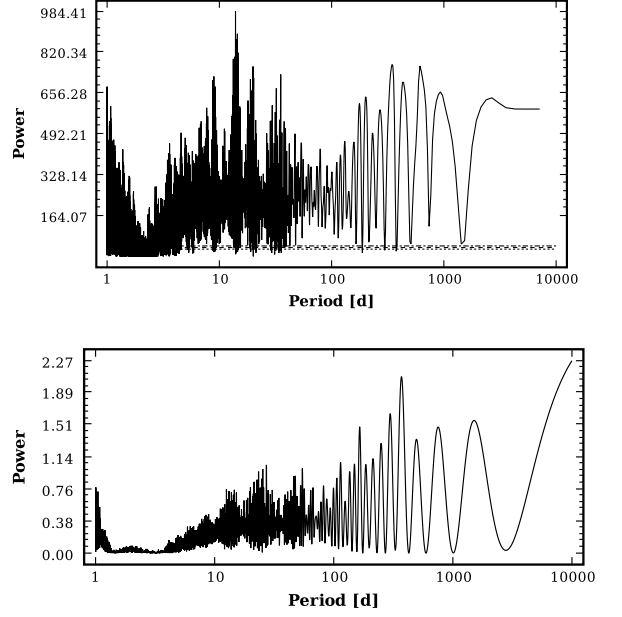 984.41
820.34
656.28
492.21
328.14
164.07
Power
1 10 100 1000 10000
Period [d]
2.27
1.89
1.51
1.14
0.76
0.38
0.00
Power
1 10 100 1000 10000
Period [d]